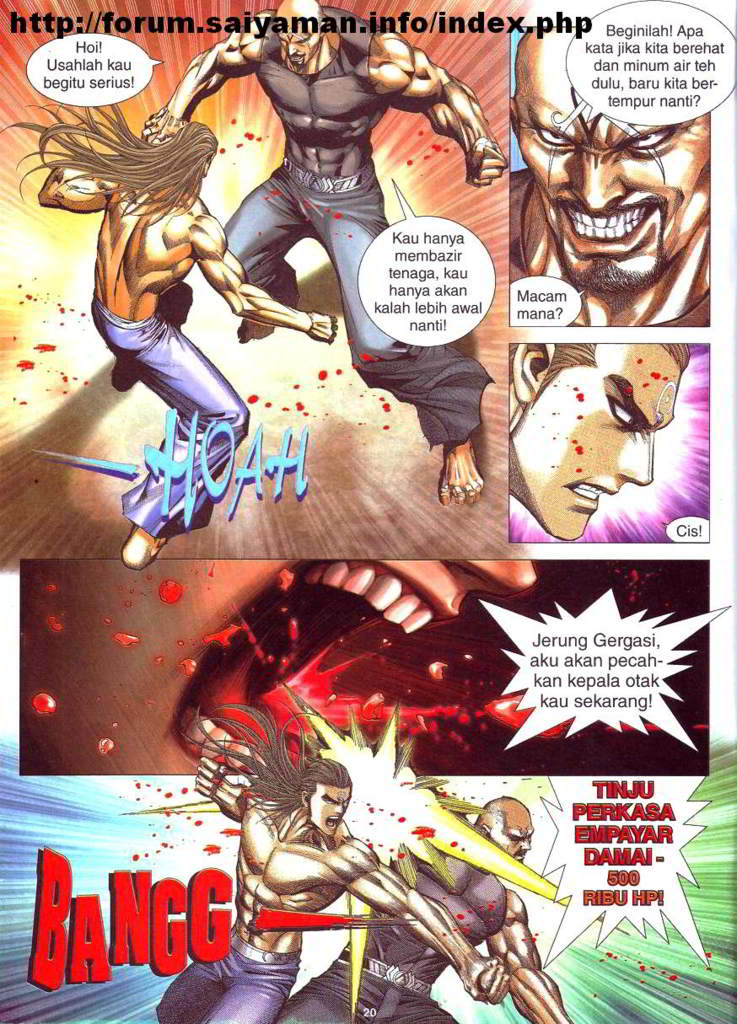 http://forum.saiyaman.info/index.php
Hoi!
Usahlah kau
begitu serius!
Kau hanya
membazir
tenaga, kau
hanya akan
kalah lebih awal
nanti!
HOAH
Beginilah! Apa
kata jika kita berehat
dan minum air teh
dulu, baru kita ber-
tempur nanti?
Macam
mana?
Cis!
Jerung Gergasi,
aku akan pecah-
kan kepala otak
kau sekarang!
TINJU
PERKASA
EMPAYAR
DAMAI -
500
RIBU HP!
BANGG
20